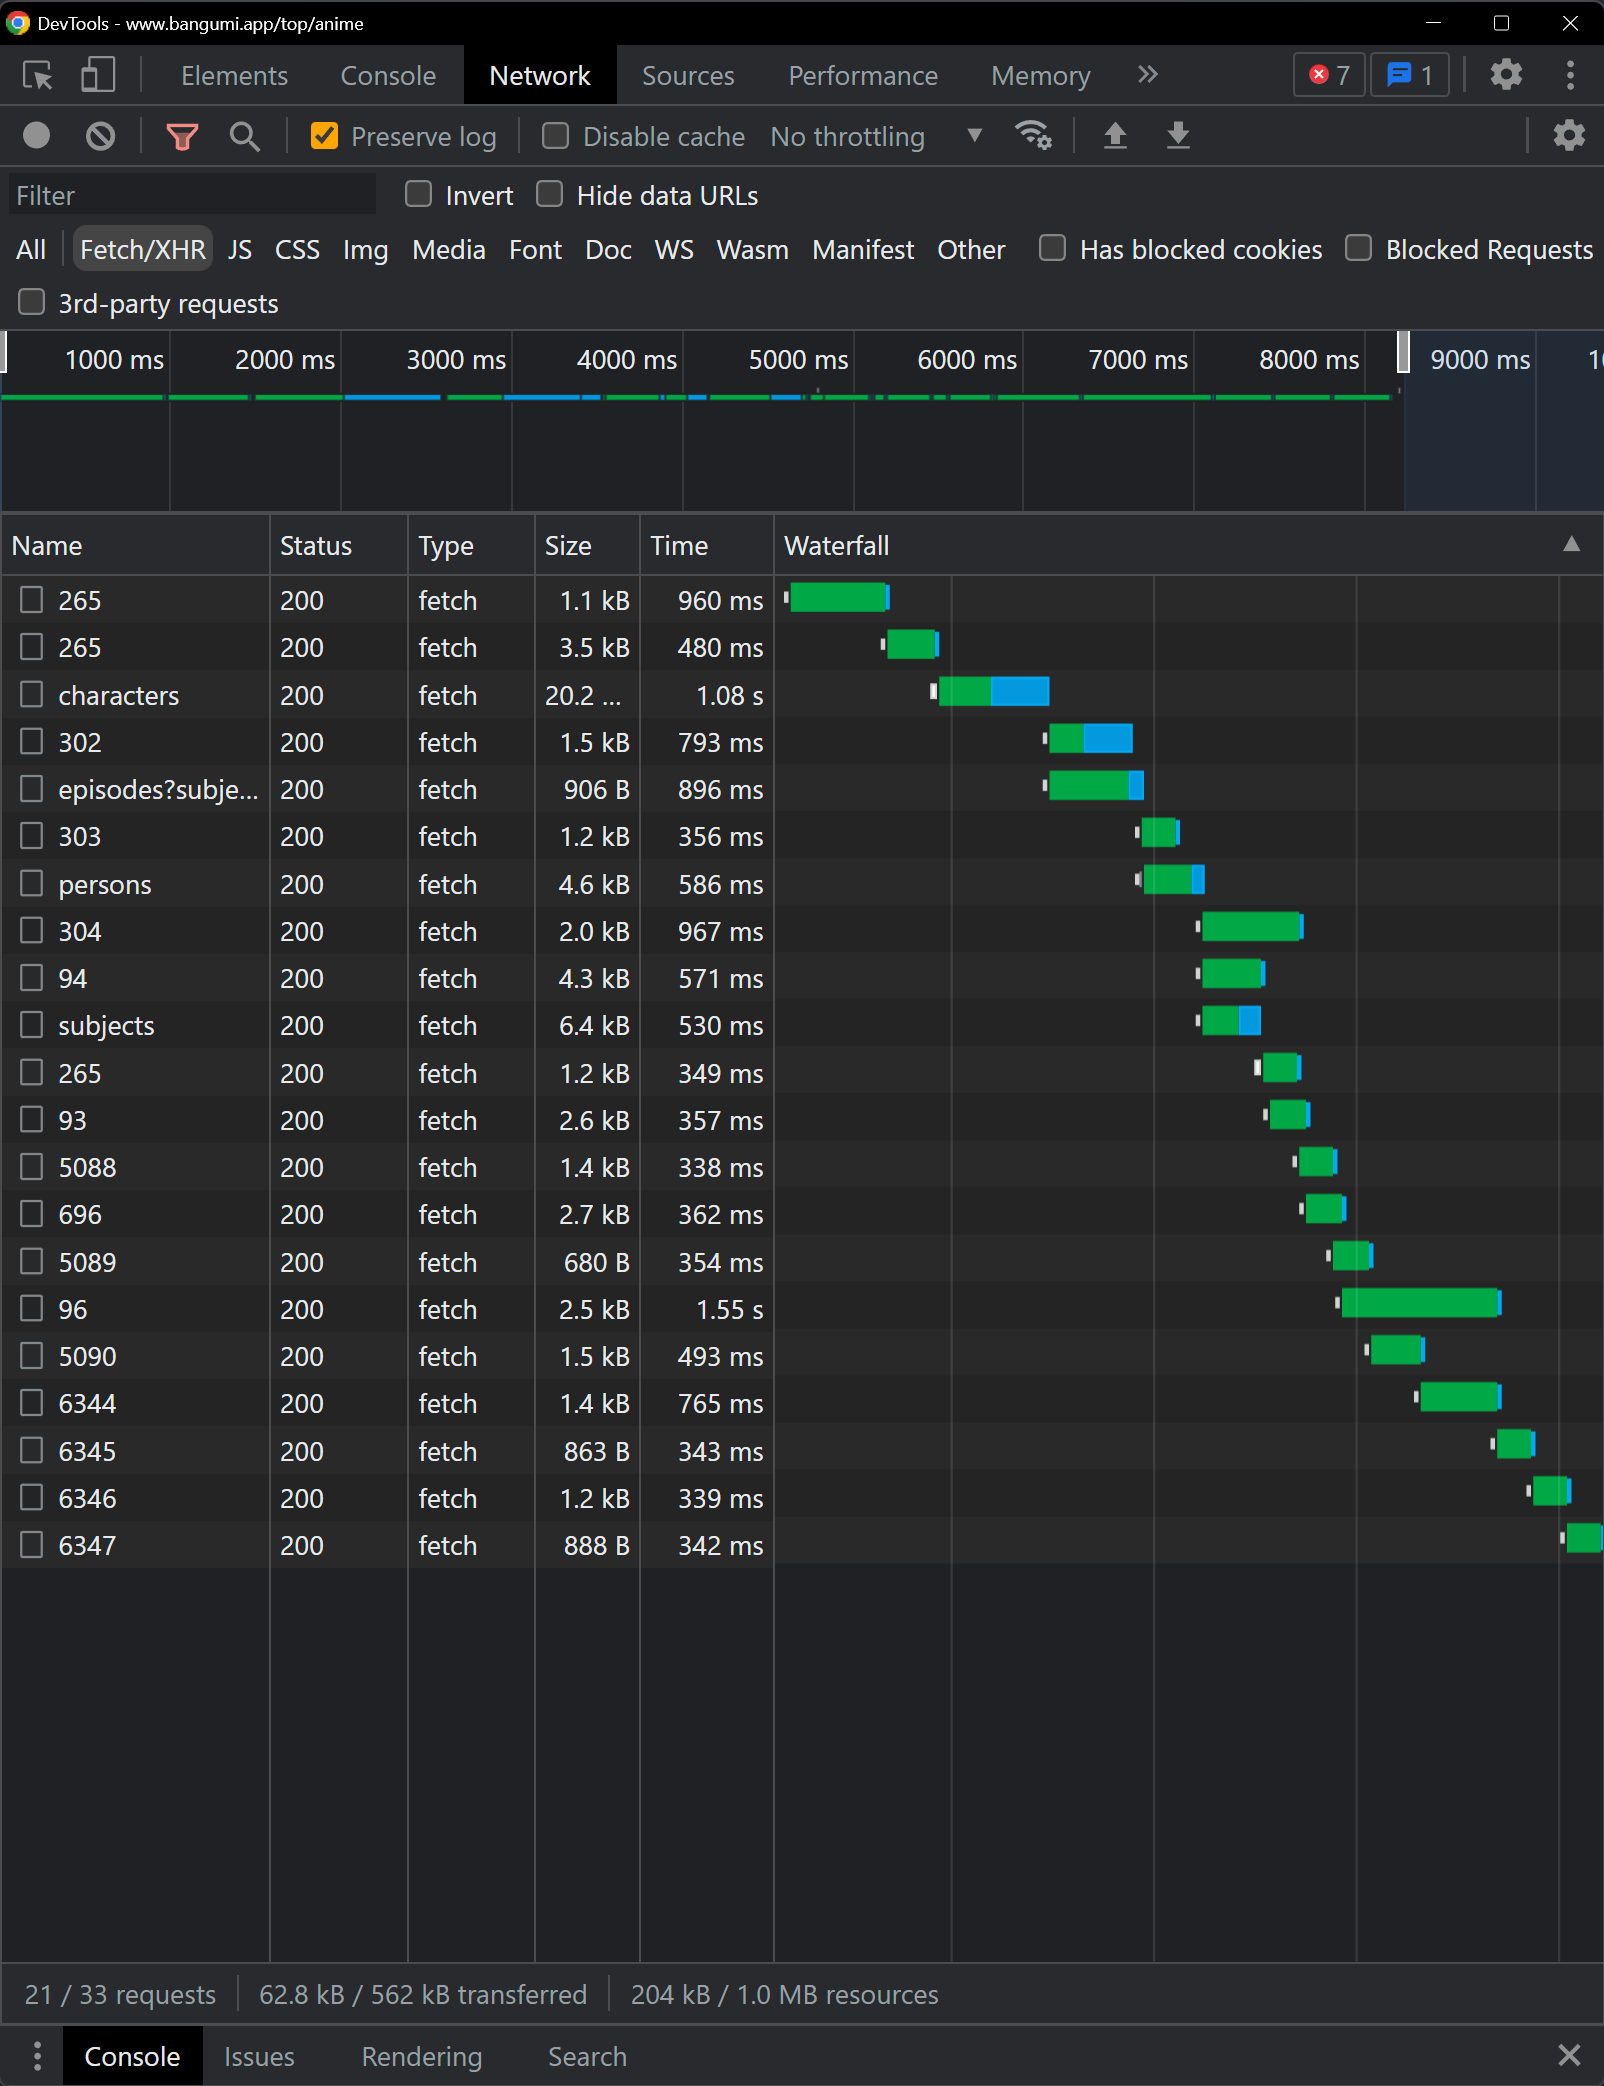 DevTools - www.bangumi.app/top/anime
Elements Console Network Sources Performance Memory 7 1
Preserve log Disable cache No throttling
Filter Invert Hide data URLs
All Fetch/XHR JS CSS Img Media Font Doc WS Wasm Manifest Other Has blocked cookies Blocked Requests
3rd-party requests
1000 ms 2000 ms 3000 ms 4000 ms 5000 ms 6000 ms 7000 ms 8000 ms 9000 ms
Name Status Type Size Time Waterfall
265 200 fetch 1.1 kB 960 ms
265 200 fetch 3.5 kB 480 ms
characters 200 fetch 20.2 ... 1.08 s
302 200 fetch 1.5 kB 793 ms
episodes?subje... 200 fetch 906 B 896 ms
303 200 fetch 1.2 kB 356 ms
persons 200 fetch 4.6 kB 586 ms
304 200 fetch 2.0 kB 967 ms
94 200 fetch 4.3 kB 571 ms
subjects 200 fetch 6.4 kB 530 ms
265 200 fetch 1.2 kB 349 ms
93 200 fetch 2.6 kB 357 ms
5088 200 fetch 1.4 kB 338 ms
696 200 fetch 2.7 kB 362 ms
5089 200 fetch 680 B 354 ms
96 200 fetch 2.5 kB 1.55 s
5090 200 fetch 1.5 kB 493 ms
6344 200 fetch 1.4 kB 765 ms
6345 200 fetch 863 B 343 ms
6346 200 fetch 1.2 kB 339 ms
6347 200 fetch 888 B 342 ms
21 / 33 requests 62.8 kB / 562 kB transferred 204 kB / 1.0 MB resources
Console Issues Rendering Search